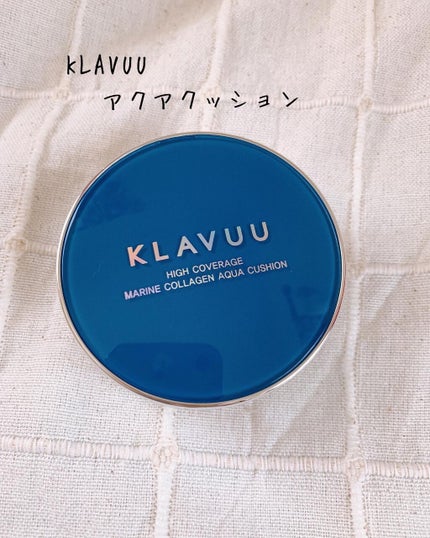 KLAVUU
アクアクッション
KLAVUU
HIGH COVERAGE
MARINE COLLAGEN AQUA CUSHION